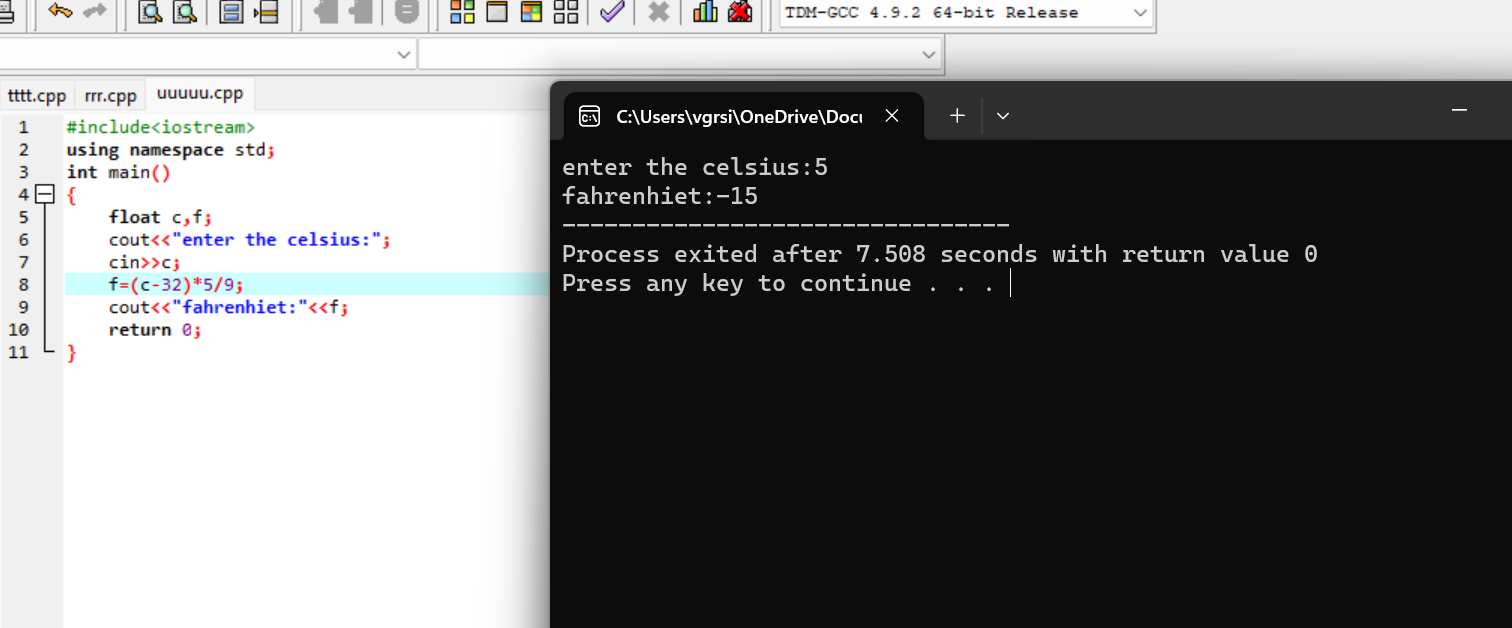 TDM-GCC 4.9.2 64-bit Release
tttt.cpp rrr.cpp uuuuu.cpp
1 #include<iostream>
2 using namespace std;
3 int main()
4 {
5 float c,f;
6 cout<<"enter the celsius:";
7 cin>>c;
8 f=(c-32)*5/9;
9 cout<<"fahrenhiet:"<<f;
10 return 0;
11 }
C:\Users\vgrsi\OneDrive\Docu
enter the celsius:5
fahrenhiet:-15
--------------------------------
Process exited after 7.508 seconds with return value 0
Press any key to continue . . .